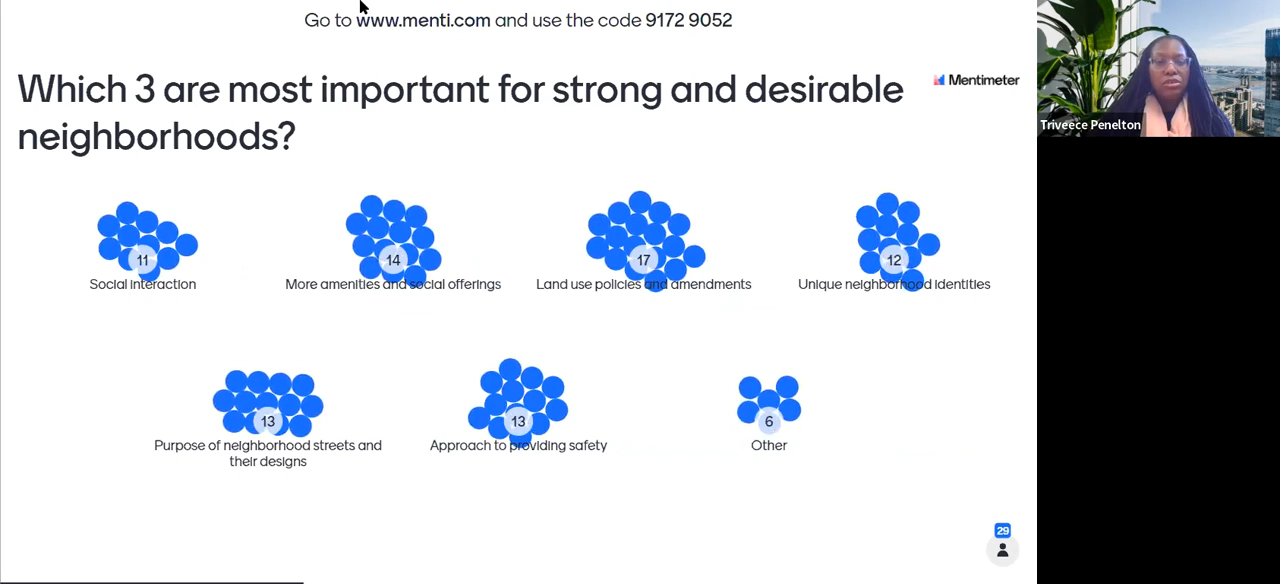 Go to www.menti.com and use the code 9172 9052
Which 3 are most important for strong and desirable
neighborhoods?
Mentimeter
Triveece Penelton
11
Social interaction
14
More amenities and social offerings
17
Land use policies and amendments
12
Unique neighborhood identities
13
Purpose of neighborhood streets and
their designs
13
Approach to providing safety
6
Other
29